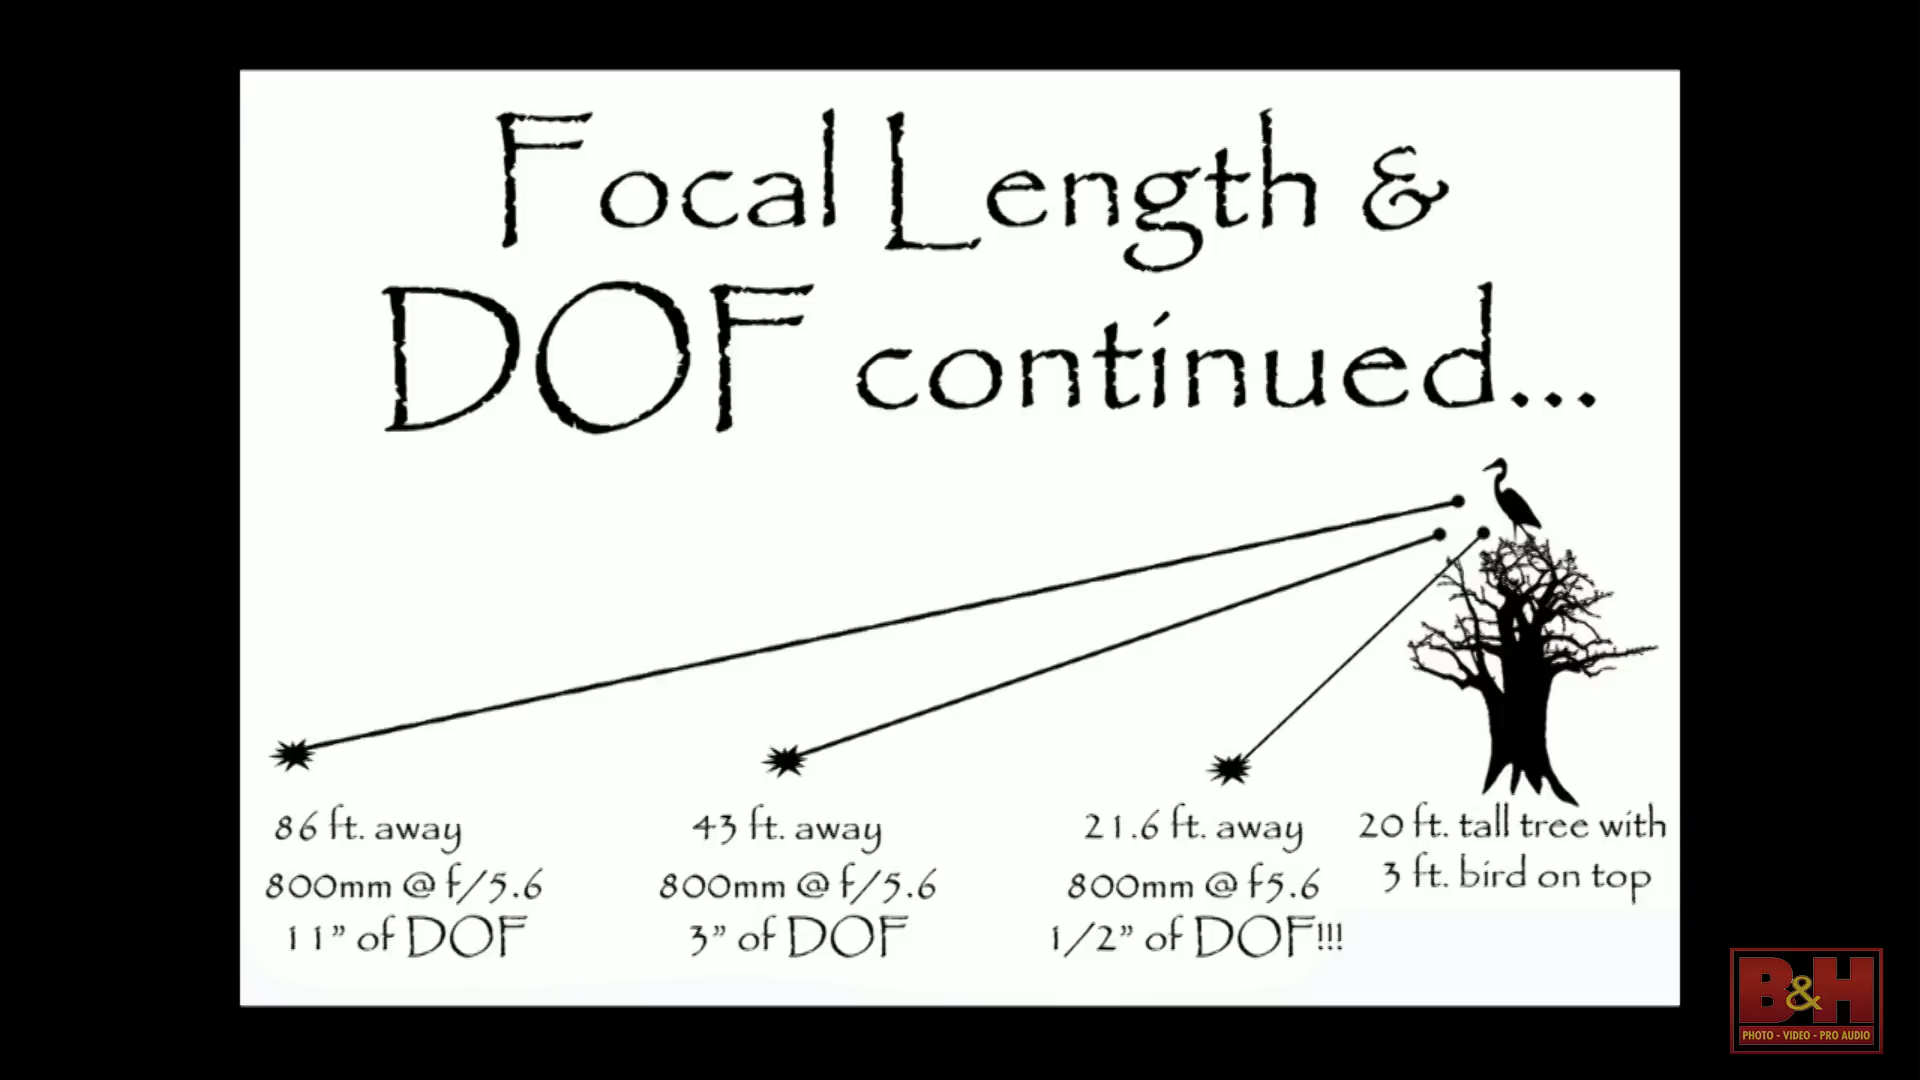 Focal Length &
DOF continued...
86 ft. away
800mm @ f/5.6
11” of DOF
43 ft. away
800mm @ f/5.6
3” of DOF
21.6 ft. away
800mm @ f5.6
1/2” of DOF!!!
20 ft. tall tree with
3 ft. bird on top
B&H
PHOTO - VIDEO - PRO AUDIO